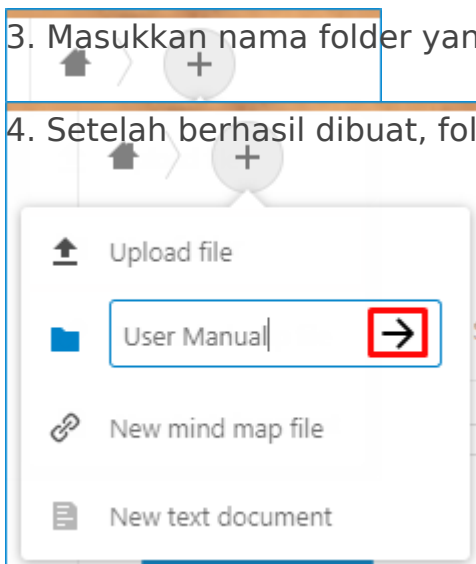 3. Masukkan nama folder yan
4. Setelah berhasil dibuat, fol
Upload file
User Manual
New mind map file
New text document